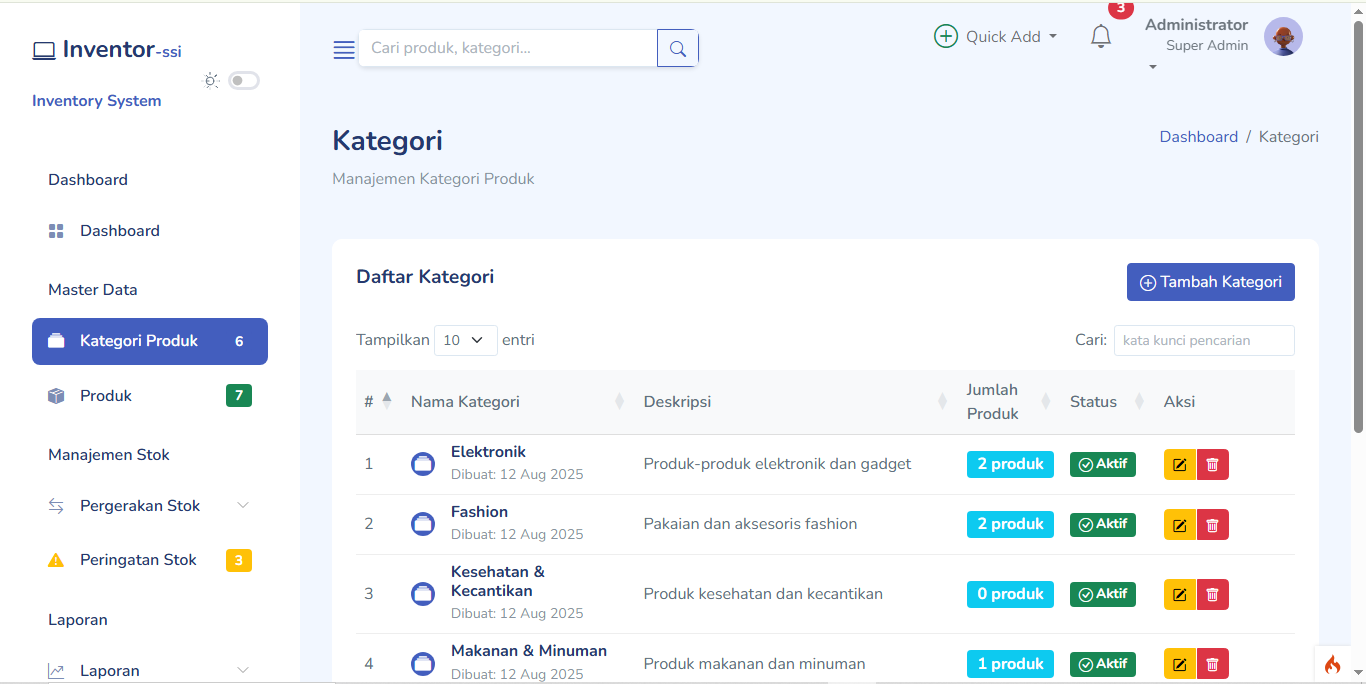 Inventor-ssi
Inventory System
Dashboard
Dashboard
Master Data
Kategori Produk 6
Produk 7
Manajemen Stok
Pergerakan Stok
Peringatan Stok 3
Laporan
Laporan
Cari produk, kategori...
Quick Add
3
Administrator
Super Admin
Kategori
Manajemen Kategori Produk
Dashboard / Kategori
Daftar Kategori
Tambah Kategori
Tampilkan 10 entri
Cari: kata kunci pencarian
# Nama Kategori Deskripsi Jumlah Produk Status Aksi
1 Elektronik Produk-produk elektronik dan gadget 2 produk Aktif
Dibuat: 12 Aug 2025
2 Fashion Pakaian dan aksesoris fashion 2 produk Aktif
Dibuat: 12 Aug 2025
3 Kesehatan & Kecantikan Produk kesehatan dan kecantikan 0 produk Aktif
Dibuat: 12 Aug 2025
4 Makanan & Minuman Produk makanan dan minuman 1 produk Aktif
Dibuat: 12 Aug 2025